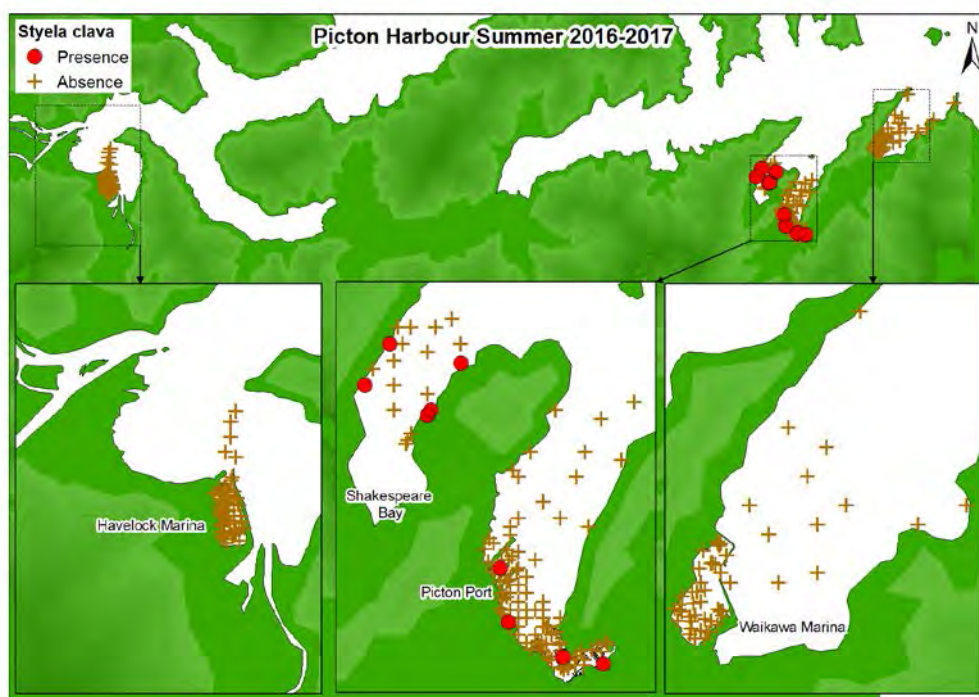 Styela clava
Presence
Absence
Picton Harbour Summer 2016-2017
N
Havelock Marina
Shakespeare
Bay
Picton Port
Waikawa Marina